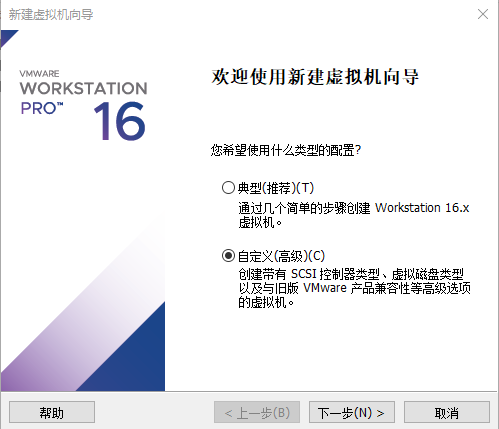 新建虚拟机向导
VMWARE
WORKSTATION
PRO™
16
欢迎使用新建虚拟机向导
您希望使用什么类型的配置?
典型(推荐)(T)
通过几个简单的步骤创建 Workstation 16.x
虚拟机。
自定义(高级)(C)
创建带有 SCSI 控制器类型、虚拟磁盘类型
以及与旧版 VMware 产品兼容性等高级选项
的虚拟机。
帮助
< 上一步(B)
下一步(N) >
取消